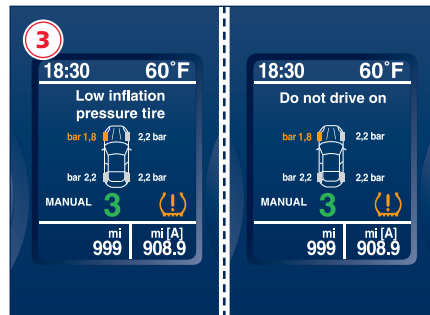 3
18:30 60°F
Low inflation
pressure tire
bar 1,8 2,2 bar
bar 2,2 2,2 bar
MANUAL 3 (!)
mi mi [A]
999 908.9
18:30 60°F
Do not drive on
bar 1,8 2,2 bar
bar 2,2 2,2 bar
MANUAL 3 (!)
mi mi [A]
999 908.9